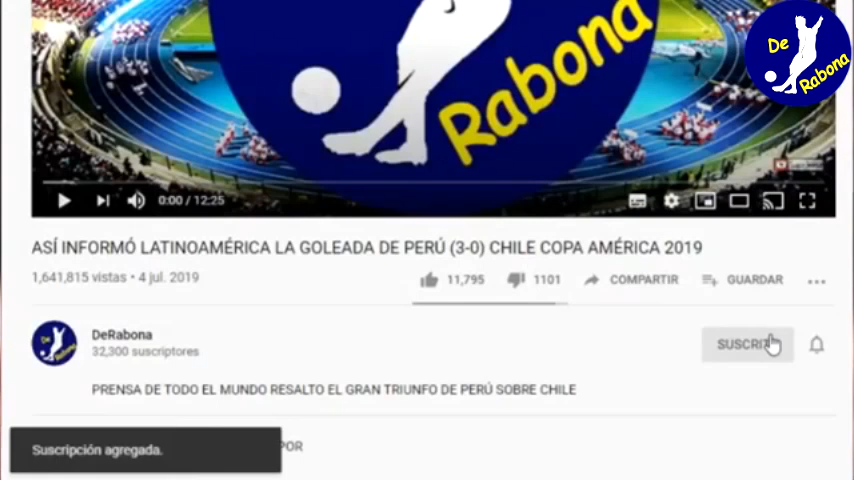 De
Rabona
Rabona
0:00 / 12:25
ASÍ INFORMÓ LATINOAMÉRICA LA GOLEADA DE PERÚ (3-0) CHILE COPA AMÉRICA 2019
1,641,815 vistas • 4 jul. 2019
11,795
1101
COMPARTIR
GUARDAR
DeRabona
32,300 suscriptores
PRENSA DE TODO EL MUNDO RESALTO EL GRAN TRIUNFO DE PERÚ SOBRE CHILE
Suscripción agregada.